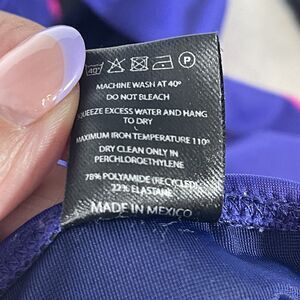 40°
P
MACHINE WASH AT 40°
DO NOT BLEACH
SQUEEZE EXCESS WATER AND HANG
TO DRY
MAXIMUM IRON TEMPERATURE 110°
DRY CLEAN ONLY IN
PERCHLOROETHYLENE
78% POLYAMIDE (RECYCLED)
22% ELASTANE
MADE IN MEXICO